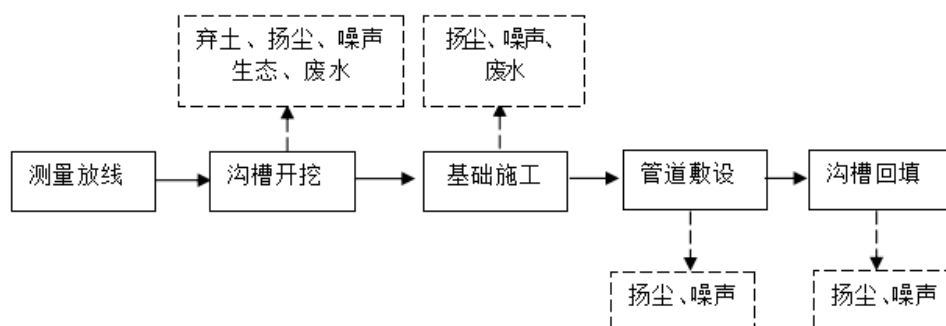 弃土、扬尘、噪声
生态、废水
扬尘、噪声、
废水
测量放线
沟槽开挖
基础施工
管道敷设
沟槽回填
扬尘、噪声
扬尘、噪声